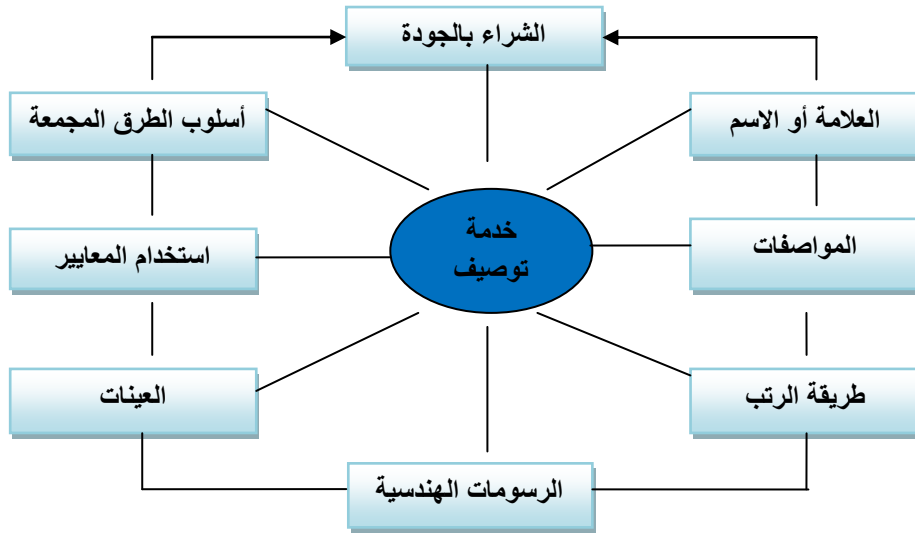 الشراء بالجودة
العلامة أو الاسم
أسلوب الطرق المجمعة
خدمة
توصيف
المواصفات
استخدام المعايير
طريقة الرتب
العينات
الرسومات الهندسية